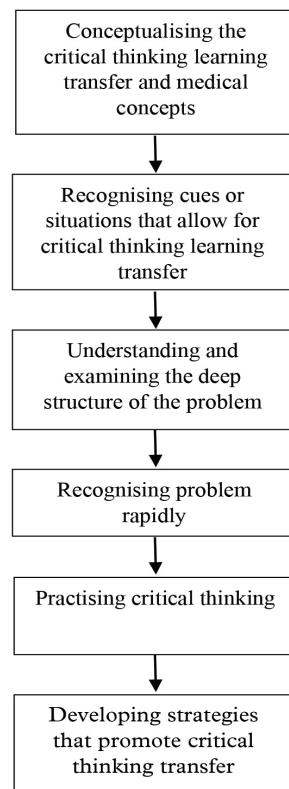 Conceptualising the
critical thinking learning
transfer and medical
concepts
Recognising cues or
situations that allow for
critical thinking learning
transfer
Understanding and
examining the deep
structure of the problem
Recognising problem
rapidly
Practising critical thinking
Developing strategies
that promote critical
thinking transfer